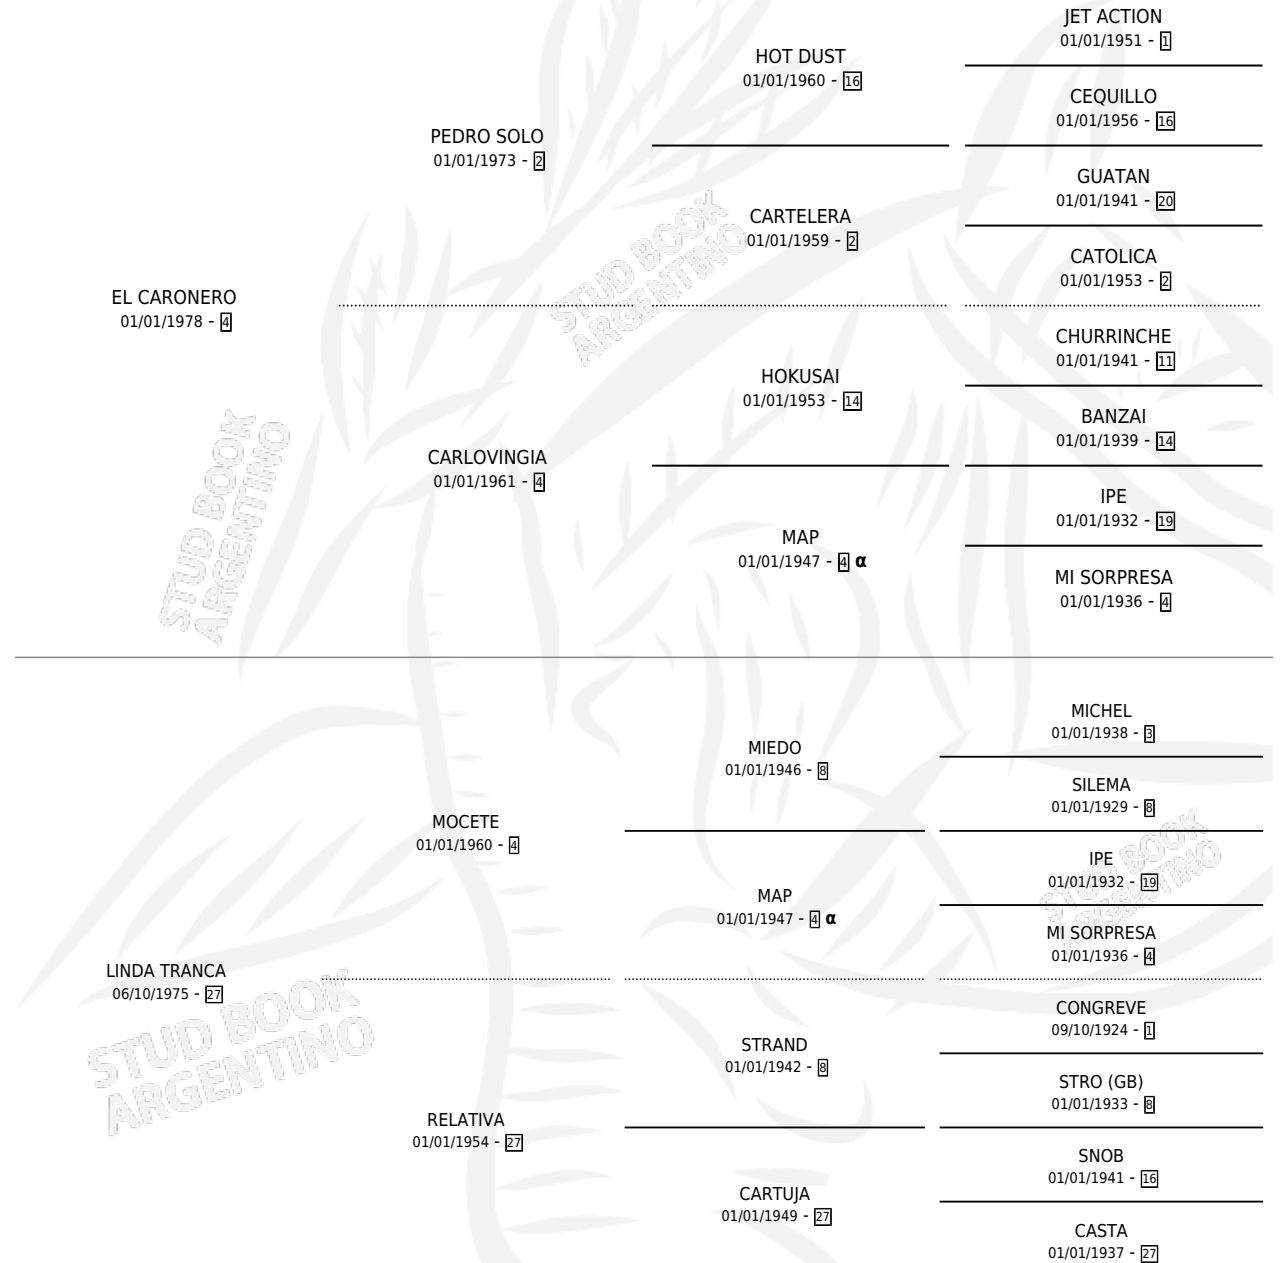 JET ACTION
01/01/1951 - 1
HOT DUST
01/01/1960 - 16
CEQUILLO
01/01/1956 - 16
PEDRO SOLO
01/01/1973 - 2
GUATAN
01/01/1941 - 20
CARTELERA
01/01/1959 - 2
CATOLICA
01/01/1953 - 2
EL CARONERO
01/01/1978 - 4
CHURRINCHE
01/01/1941 - 11
HOKUSAI
01/01/1953 - 14
BANZAI
01/01/1939 - 14
CARLOVINGIA
01/01/1961 - 4
IPE
01/01/1932 - 19
MAP
01/01/1947 - 4 α
MI SORPRESA
01/01/1936 - 4
MICHEL
01/01/1938 - 3
MIEDO
01/01/1946 - 8
SILEMA
01/01/1929 - 8
MOCETE
01/01/1960 - 4
IPE
01/01/1932 - 19
MAP
01/01/1947 - 4 α
MI SORPRESA
01/01/1936 - 4
LINDA TRANCA
06/10/1975 - 27
CONGREVE
09/10/1924 - 1
STRAND
01/01/1942 - 8
STRO (GB)
01/01/1933 - 8
RELATIVA
01/01/1954 - 27
SNOB
01/01/1941 - 16
CARTUJA
01/01/1949 - 27
CASTA
01/01/1937 - 27
STUD BOOK
ARGENTINO
STUD BOOK
ARGENTINO
STUD BOOK
ARGENTINO
STUD BOOK
ARGENTINO